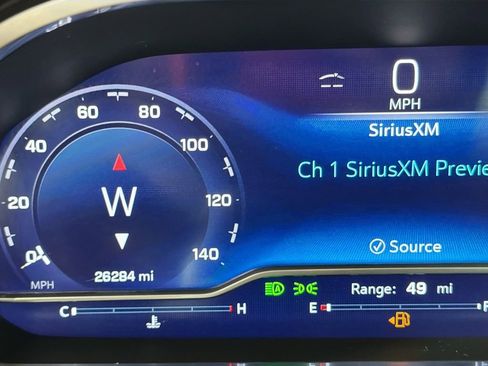 0
MPH
SiriusXM
Ch 1 SiriusXM Previe
Source
0
20
40
60
80
100
120
140
W
MPH
26284 mi
C H
A
E F
Range: 49 mi